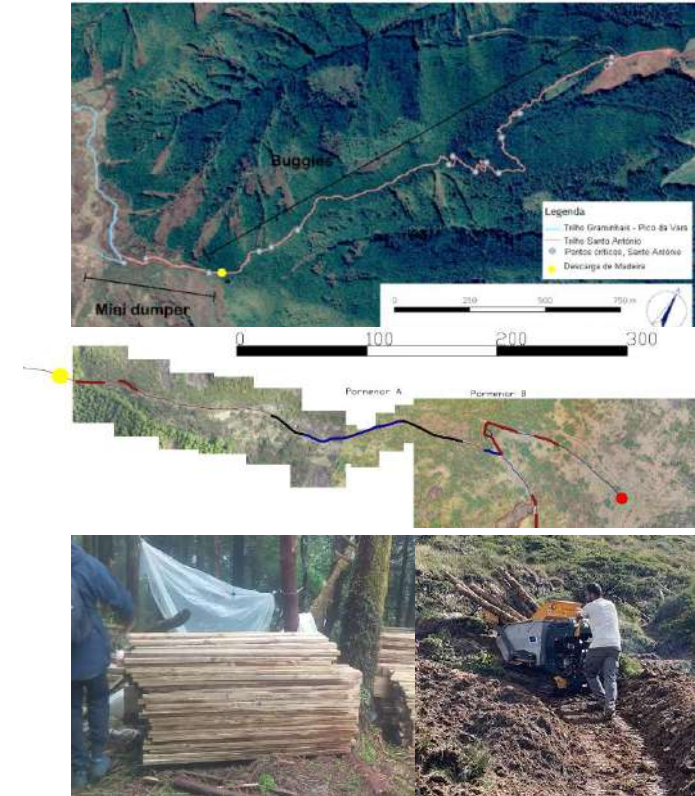 Buggies
Legenda
Trilho Graminhais - Pico da Vara
Trilho Santo António
Pontos críticos, Santo António
Descarga de Madeira
Mini dumper
0 250 500 750 m
0 100 200 300
Pormenor A Pormenor B